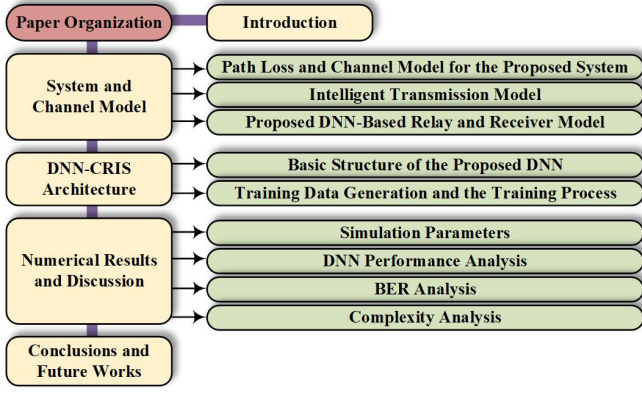 Paper Organization
Introduction
System and
Channel Model
Path Loss and Channel Model for the Proposed System
Intelligent Transmission Model
Proposed DNN-Based Relay and Receiver Model
DNN-CRIS
Architecture
Basic Structure of the Proposed DNN
Training Data Generation and the Training Process
Numerical Results
and Discussion
Simulation Parameters
DNN Performance Analysis
BER Analysis
Complexity Analysis
Conclusions and
Future Works